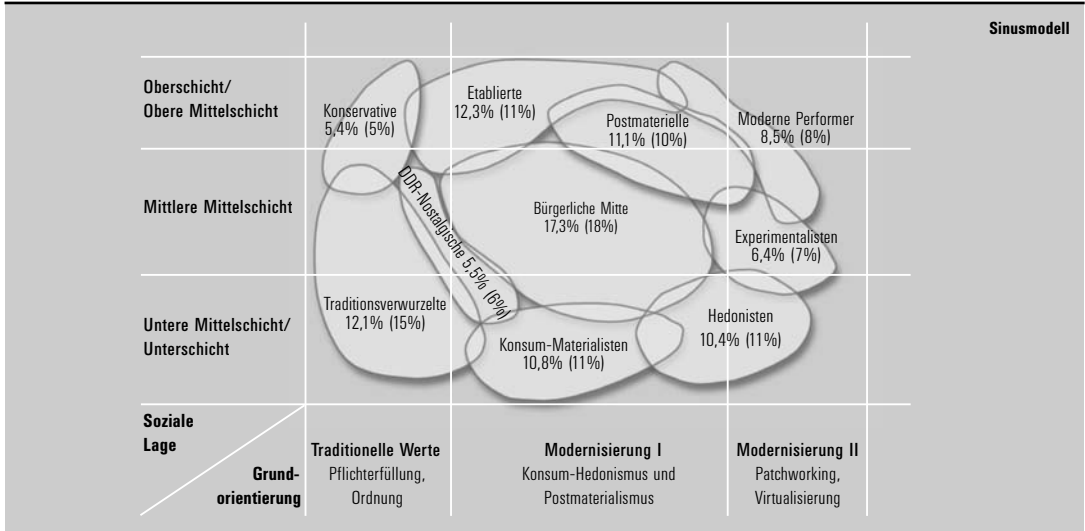 Sinusmodell
Oberschicht/
Obere Mittelschicht
Konservative
5,4% (5%)
Etablierte
12,3% (11%)
Postmaterielle
11,1% (10%)
Moderne Performer
8,5% (8%)
Mittlere Mittelschicht
DDR-Nostalgische 5,5% (6%)
Bürgerliche Mitte
17,3% (18%)
Experimentalisten
6,4% (7%)
Untere Mittelschicht/
Unterschicht
Traditionsverwurzelte
12,1% (15%)
Konsum-Materialisten
10,8% (11%)
Hedonisten
10,4% (11%)
Soziale
Lage
Grund-
orientierung
Traditionelle Werte
Pflichterfüllung,
Ordnung
Modernisierung I
Konsum-Hedonismus und
Postmaterialismus
Modernisierung II
Patchworking,
Virtualisierung